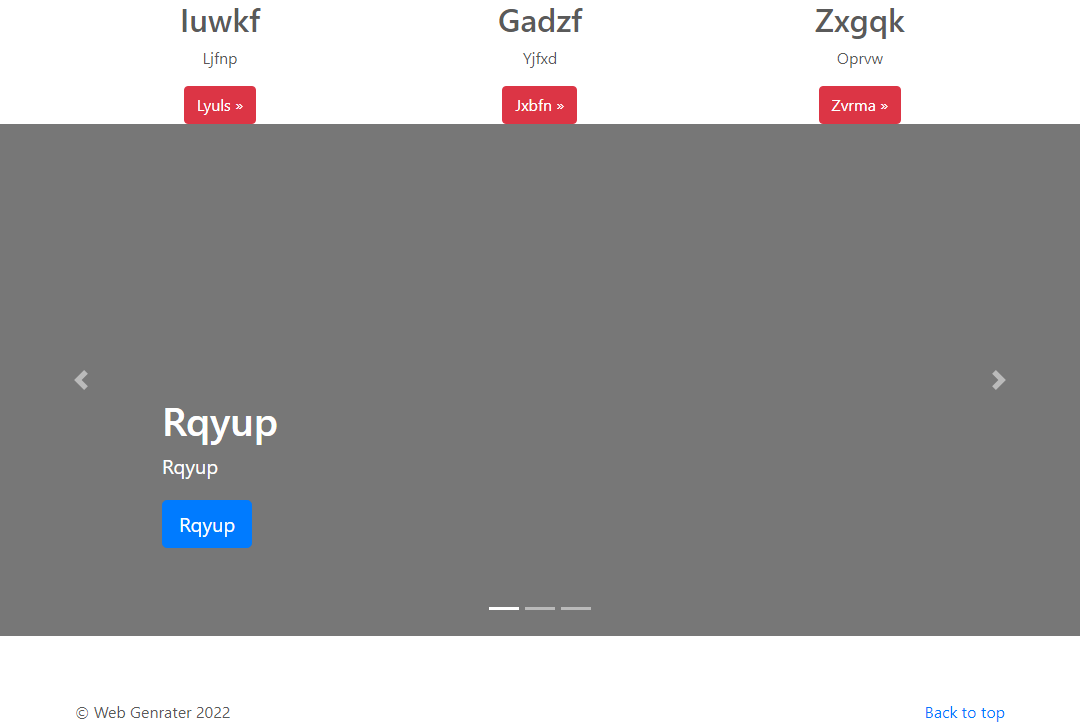 Iuwkf
Gadzf
Zxgqk
Ljfnp
Yjfxd
Oprvw
Lyuls »
Jxbfn »
Zvrma »
Rqyup
Rqyup
Rqyup
© Web Genrater 2022
Back to top